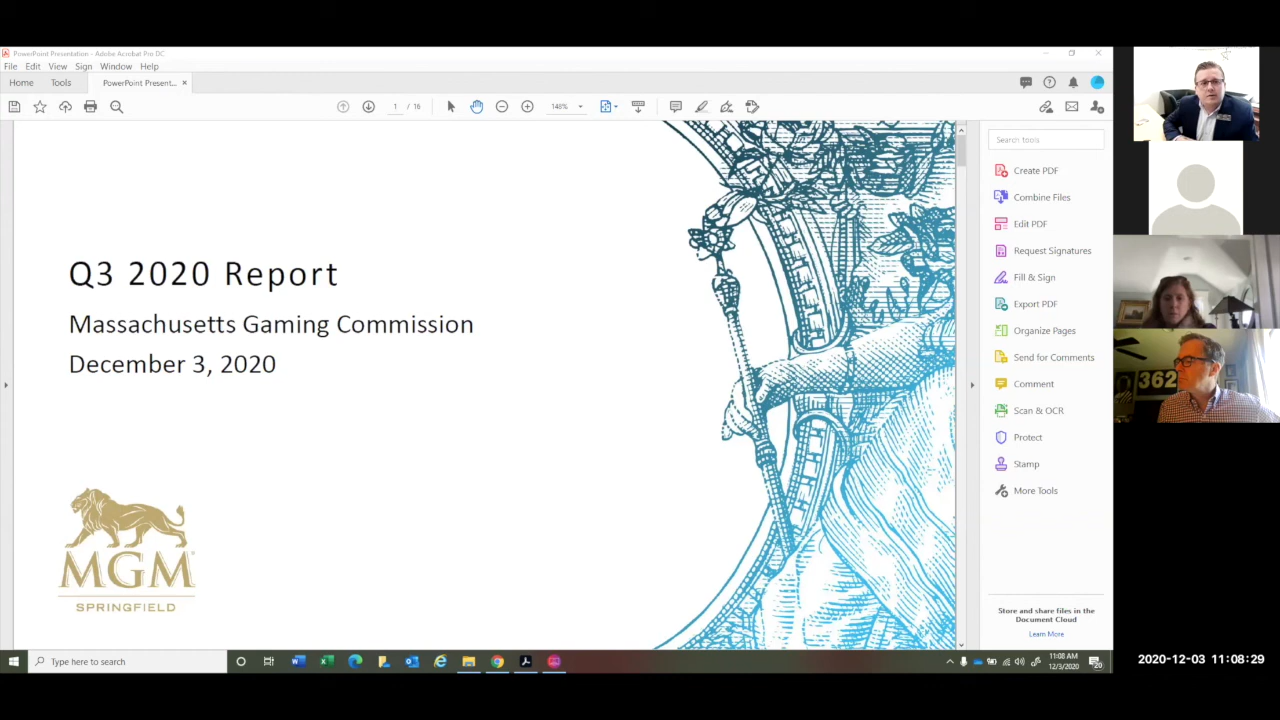 PowerPoint Presentation - Adobe Acrobat Pro DC
File Edit View Sign Window Help
Home Tools PowerPoint Present... ×
1 / 16 148%
Search tools
Create PDF
Combine Files
Edit PDF
Request Signatures
Fill & Sign
Export PDF
Organize Pages
Send for Comments
Comment
Scan & OCR
Protect
Stamp
More Tools
Store and share files in the
Document Cloud
Learn More
Q3 2020 Report
Massachusetts Gaming Commission
December 3, 2020
MGM
SPRINGFIELD
362
Type here to search
11:08 AM
12/3/2020
20
2020-12-03 11:08:29